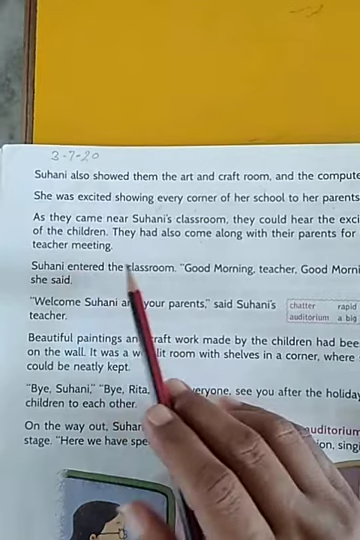 3-7-20
Suhani also showed them the art and craft room, and the compute
She was excited showing every corner of her school to her parents
As they came near Suhani's classroom, they could hear the exci
of the children. They had also come along with their parents for
teacher meeting.
Suhani entered the classroom. "Good Morning, teacher, Good Morni
she said.
"Welcome Suhani and your parents," said Suhani's
teacher.
chatter rapid
auditorium a big
Beautiful paintings and craft work made by the children had bee
on the wall. It was a w lit room with shelves in a corner, where
could be neatly kept.
"Bye, Suhani," "Bye, Rita, veryone, see you after the holiday
children to each other.
On the way out, Suhan auditorium
stage. "Here we have spe ion, singi